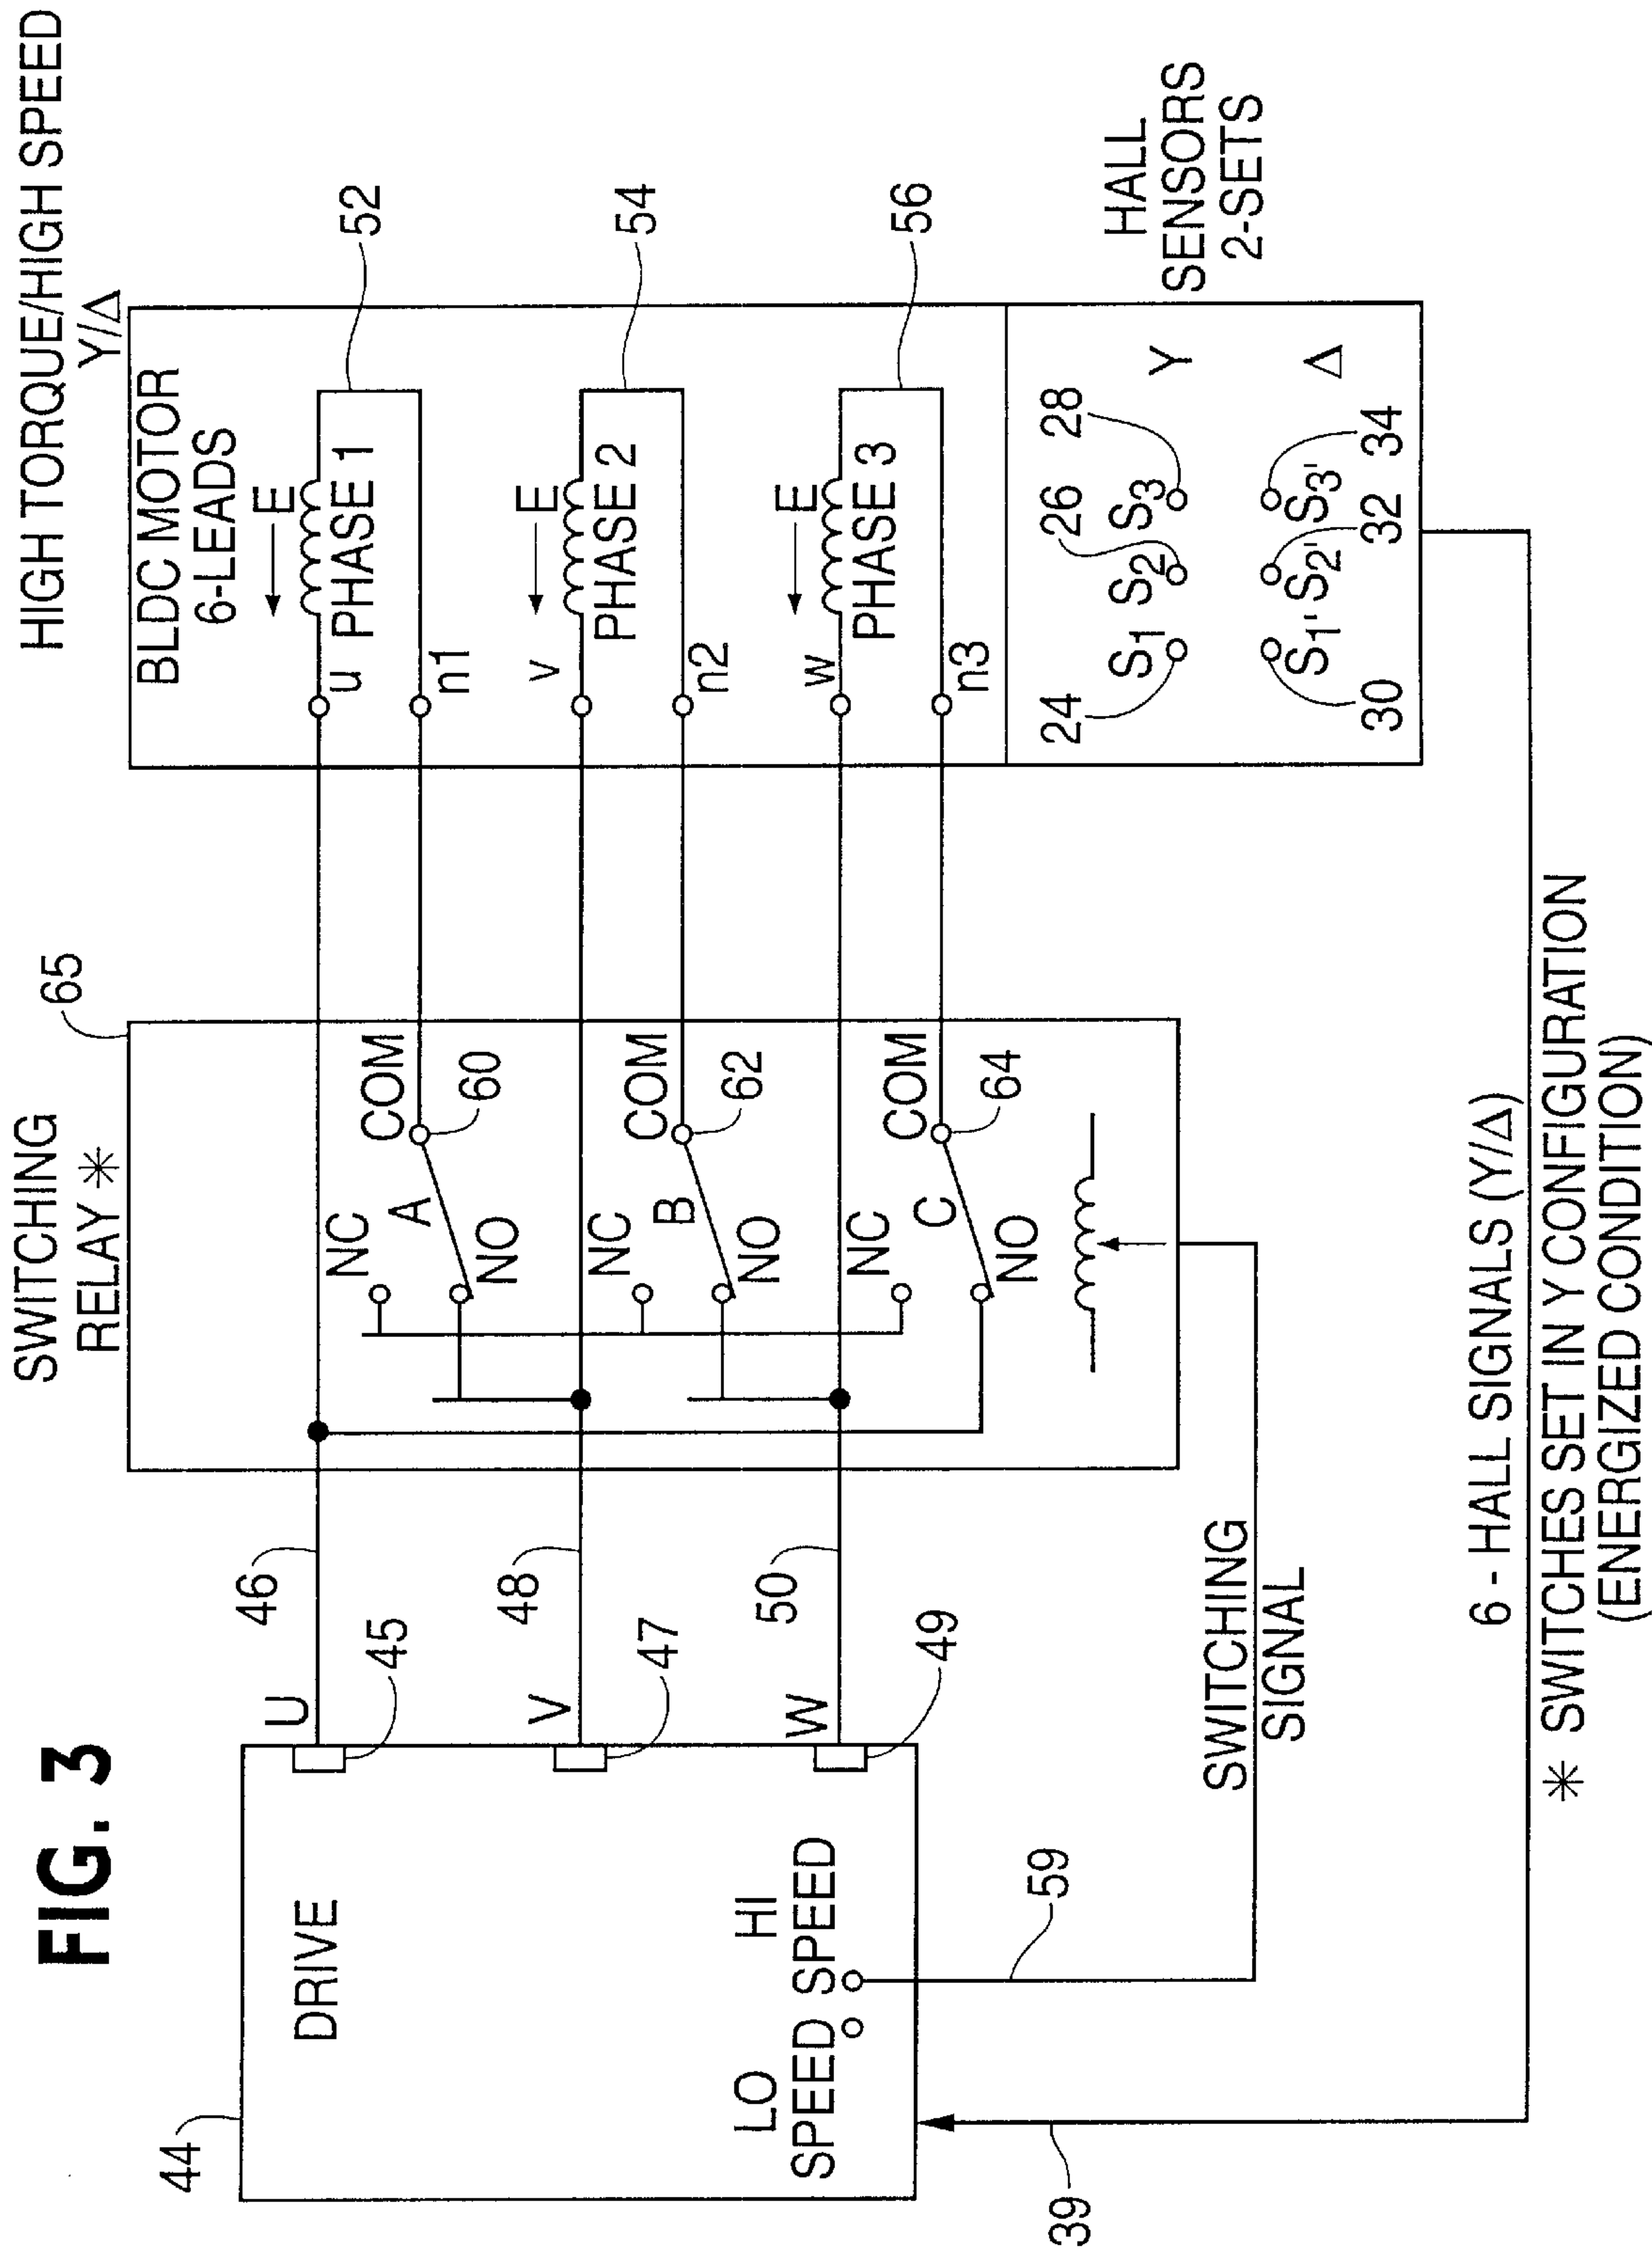 FIG. 3
HIGH TORQUE/HIGH SPEED
Y/Δ
SWITCHING
RELAY *
65
BLDC MOTOR
6-LEADS
44
DRIVE
LO
SPEED
HI
SPEED
U
45
46
V
47
48
W
49
50
NC
A
NO
COM
60
NC
B
NO
COM
62
NC
C
NO
COM
64
E
u
PHASE 1
n1
52
E
v
PHASE 2
n2
54
E
w
PHASE 3
n3
56
24
S1
26
S2
S3
28
Y
S1'
30
S2'
32
S3'
34
Δ
HALL
SENSORS
2-SETS
59
SWITCHING
SIGNAL
39
6 - HALL SIGNALS (Y/Δ)
* SWITCHES SET IN Y CONFIGURATION
(ENERGIZED CONDITION)